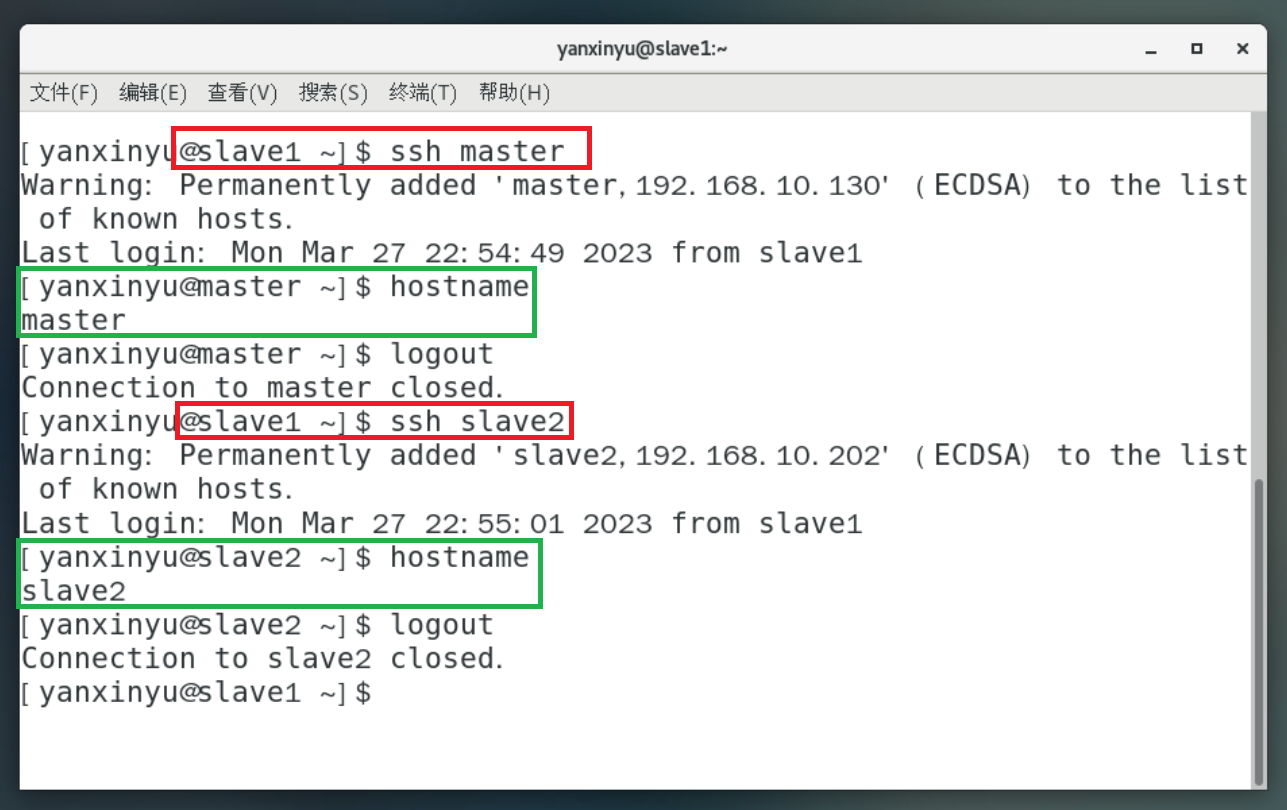 yanxinyu@slave1:~
文件(F) 编辑(E) 查看(V) 搜索(S) 终端(T) 帮助(H)
[yanxinyu@slave1 ~]$ ssh master
Warning: Permanently added 'master,192.168.10.130' (ECDSA) to the list
 of known hosts.
Last login: Mon Mar 27 22:54:49 2023 from slave1
[yanxinyu@master ~]$ hostname
master
[yanxinyu@master ~]$ logout
Connection to master closed.
[yanxinyu@slave1 ~]$ ssh slave2
Warning: Permanently added 'slave2,192.168.10.202' (ECDSA) to the list
 of known hosts.
Last login: Mon Mar 27 22:55:01 2023 from slave1
[yanxinyu@slave2 ~]$ hostname
slave2
[yanxinyu@slave2 ~]$ logout
Connection to slave2 closed.
[yanxinyu@slave1 ~]$